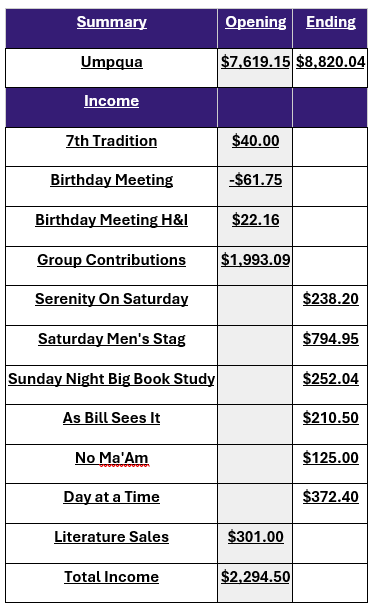 Summary Opening Ending
Umpqua $7,619.15 $8,820.04
Income
7th Tradition $40.00
Birthday Meeting -$61.75
Birthday Meeting H&I $22.16
Group Contributions $1,993.09
Serenity On Saturday $238.20
Saturday Men's Stag $794.95
Sunday Night Big Book Study $252.04
As Bill Sees It $210.50
No Ma'Am $125.00
Day at a Time $372.40
Literature Sales $301.00
Total Income $2,294.50